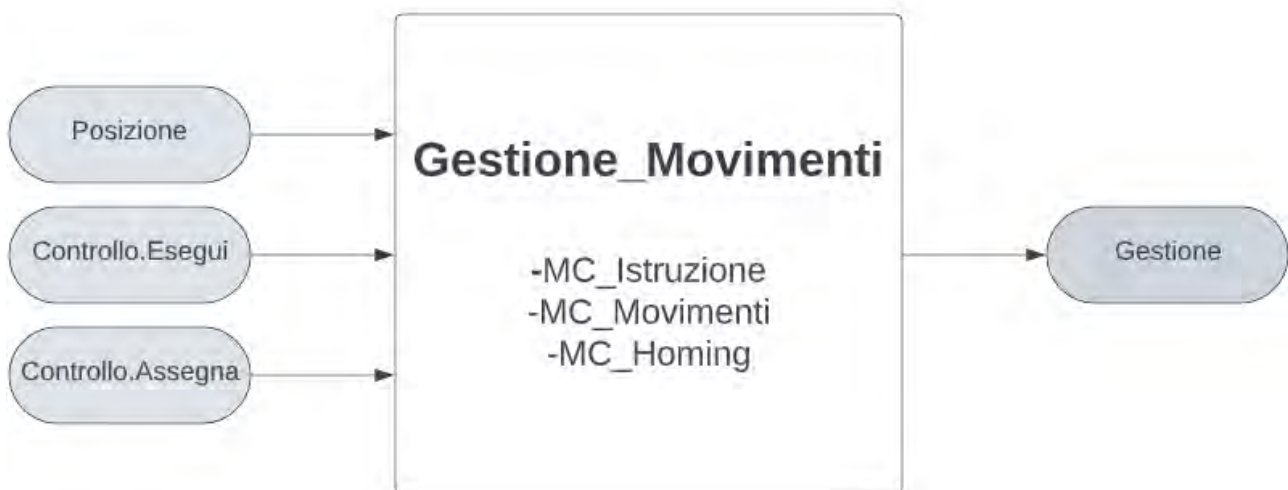 Posizione
Controllo.Esegui
Controllo.Assegna
Gestione_Movimenti
-MC_Istruzione
-MC_Movimenti
-MC_Homing
Gestione